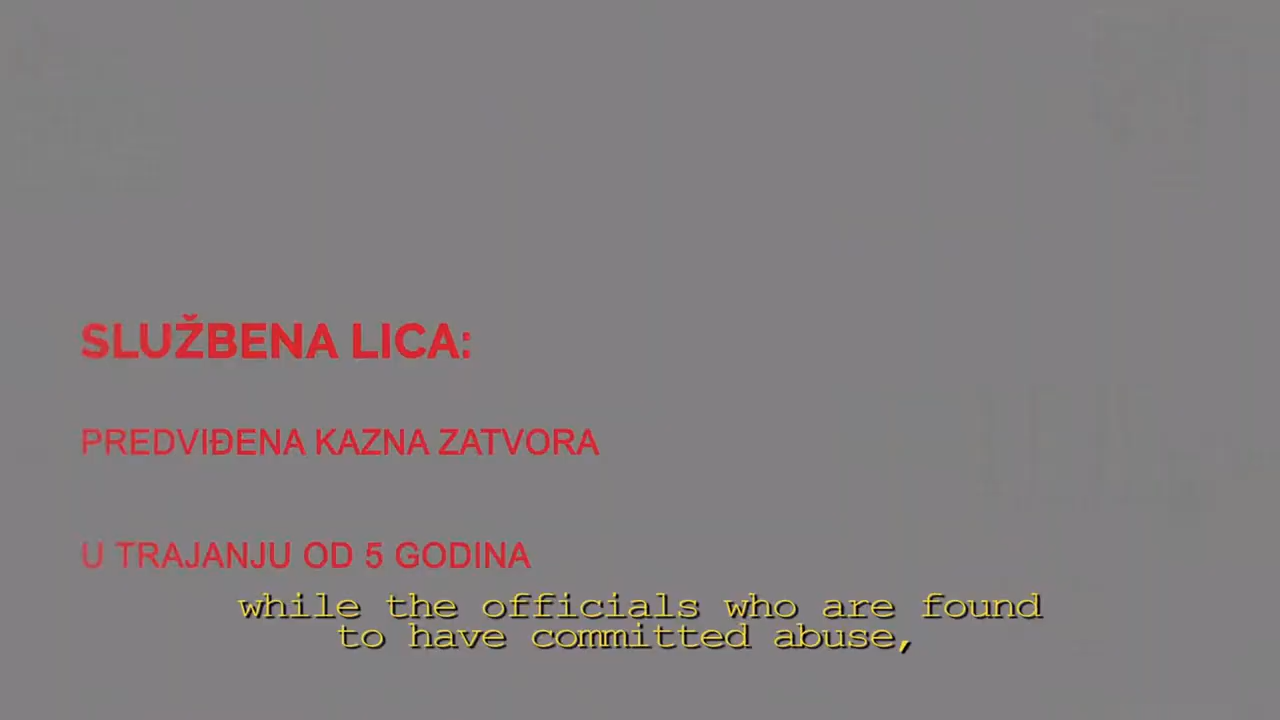 SLUŽBENA LICA:
PREDVIĐENA KAZNA ZATVORA
U TRAJANJU OD 5 GODINA
while the officials who are found
to have committed abuse,